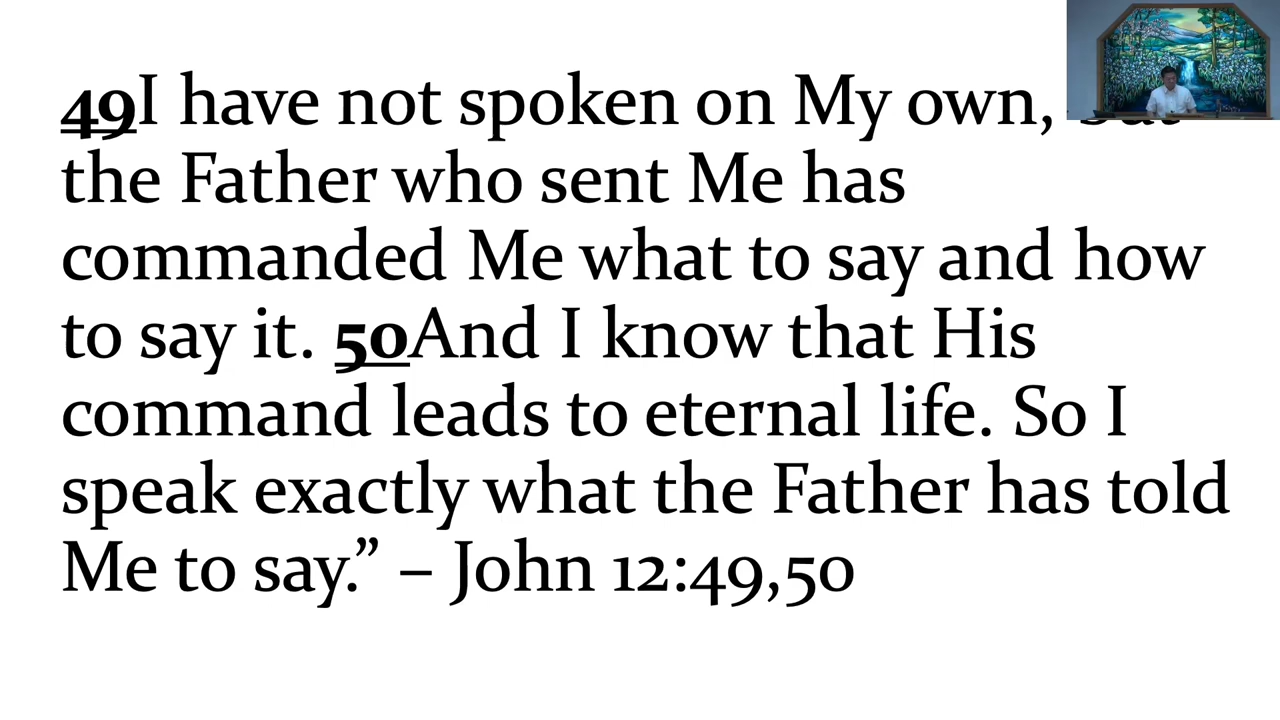 49I have not spoken on My own,
the Father who sent Me has
commanded Me what to say and how
to say it. 50And I know that His
command leads to eternal life. So I
speak exactly what the Father has told
Me to say.” – John 12:49,50